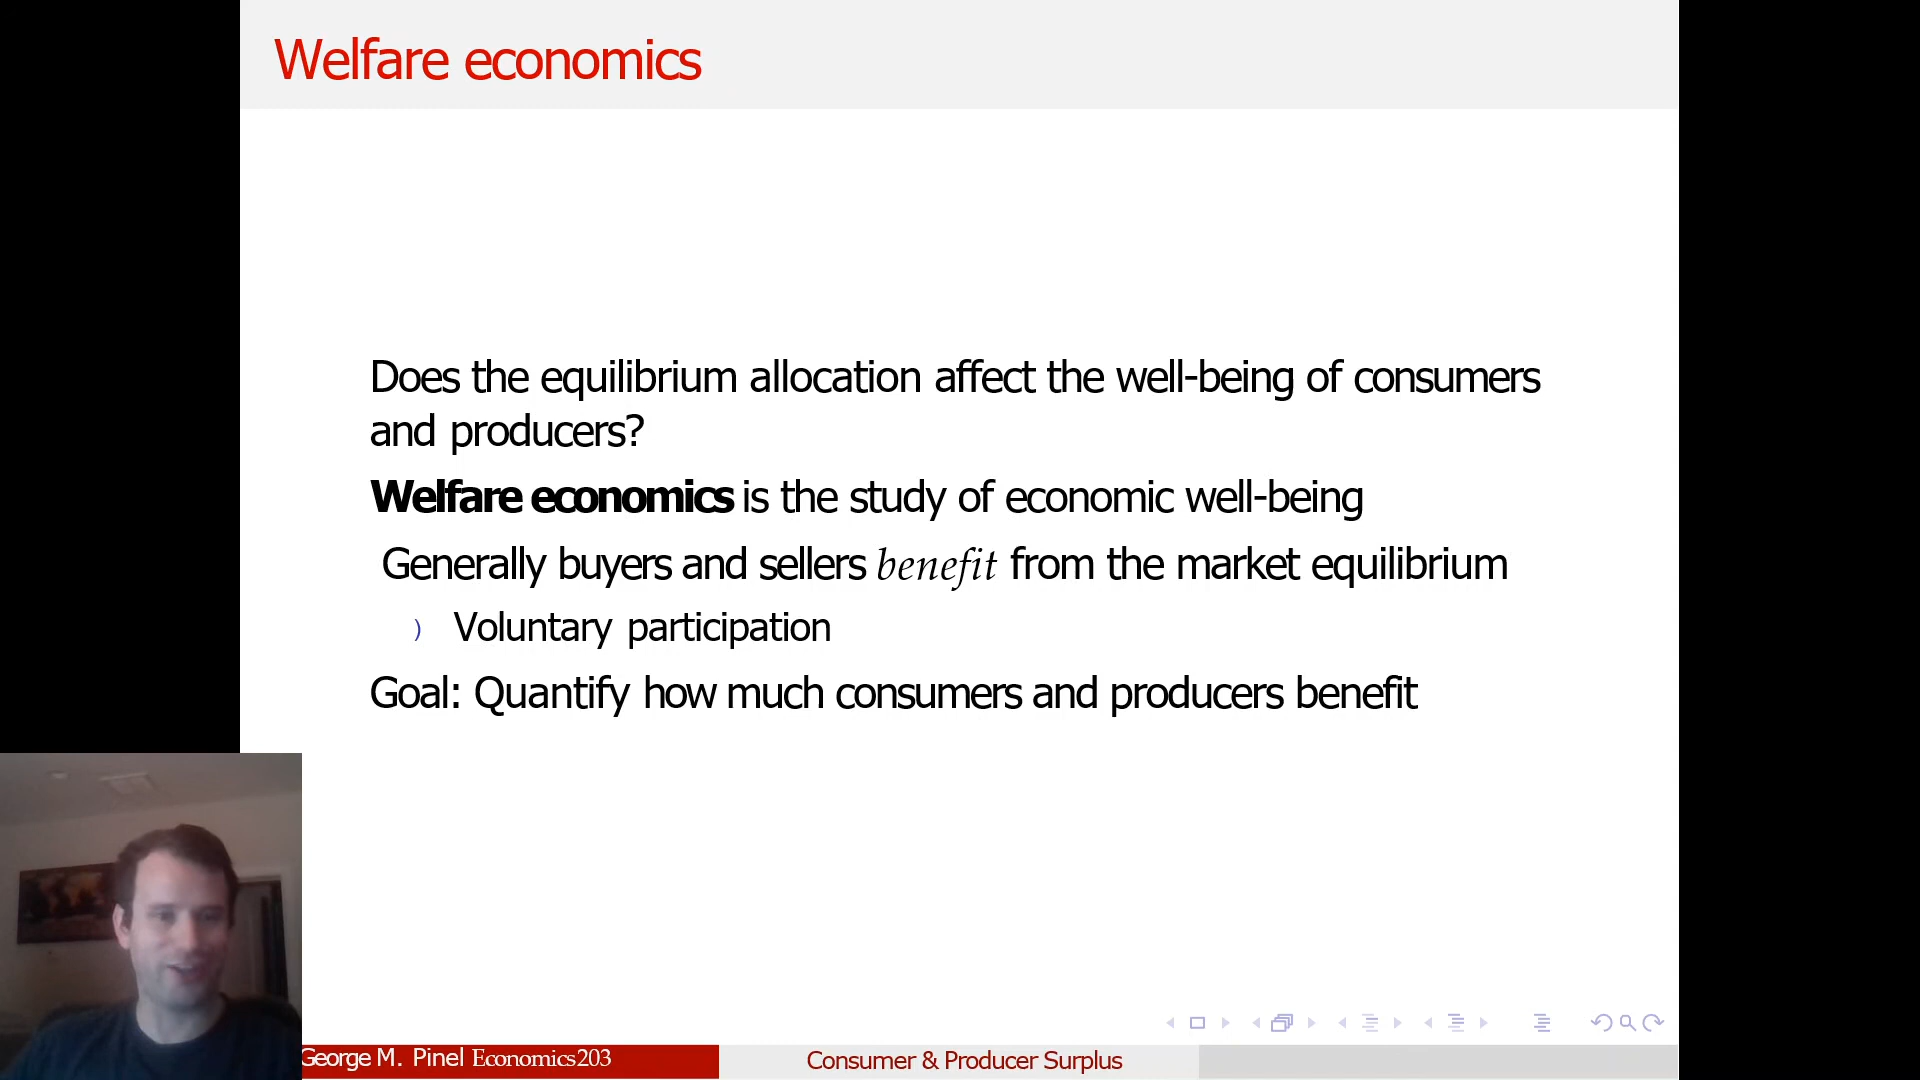 Welfare economics
Does the equilibrium allocation affect the well-being of consumers
and producers?
Welfare economics is the study of economic well-being
Generally buyers and sellers benefit from the market equilibrium
) Voluntary participation
Goal: Quantify how much consumers and producers benefit
George M. Pinel Economics203
Consumer & Producer Surplus